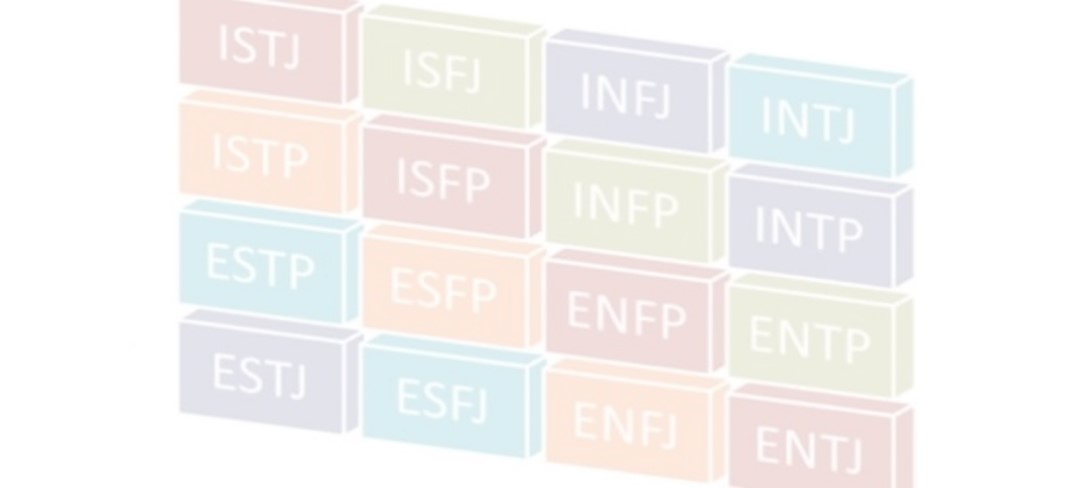 ISTJ ISFJ INFJ INTJ
ISTP ISFP INFP INTP
ESTP ESFP ENFP ENTP
ESTJ ESFJ ENFJ ENTJ